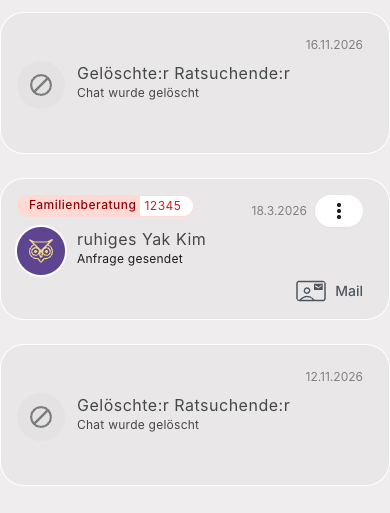 16.11.2026
Gelöschte:r Ratsuchende:r
Chat wurde gelöscht
Familienberatung 12345
18.3.2026
ruhiges Yak Kim
Anfrage gesendet
Mail
12.11.2026
Gelöschte:r Ratsuchende:r
Chat wurde gelöscht